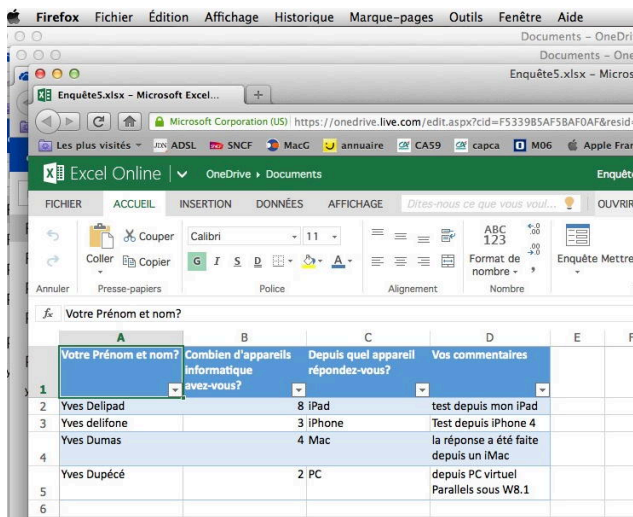 Firefox Fichier Édition Affichage Historique Marque-pages Outils Fenêtre Aide
Documents – OneDri
Documents – One
Enquête5.xlsx – Micros
Enquête5.xlsx – Microsoft Excel... +
Microsoft Corporation (US) https://onedrive.live.com/edit.aspx?cid=F5339B5AF5BAF0AF&resid
Les plus visités JDN ADSL SNCF MacG annuaire CA CA59 CA capca M06 Apple Fran
Excel Online OneDrive ▸ Documents Enquête
FICHIER ACCUEIL INSERTION DONNÉES AFFICHAGE Dites-nous ce que vous voul... OUVRIR
Coller Couper Copier
Calibri 11
G I S D A
ABC 123
Format de nombre
Enquête Mettre
Annuler Presse-papiers Police Alignement Nombre
fx Votre Prénom et nom?
A B C D E F
1 Votre Prénom et nom? Combien d'appareils informatique avez-vous? Depuis quel appareil répondez-vous? Vos commentaires
2 Yves Delipad 8 iPad test depuis mon iPad
3 Yves delifone 3 iPhone Test depuis iPhone 4
4 Yves Dumas 4 Mac la réponse a été faite depuis un iMac
5 Yves Dupécé 2 PC depuis PC virtuel Parallels sous W8.1
6